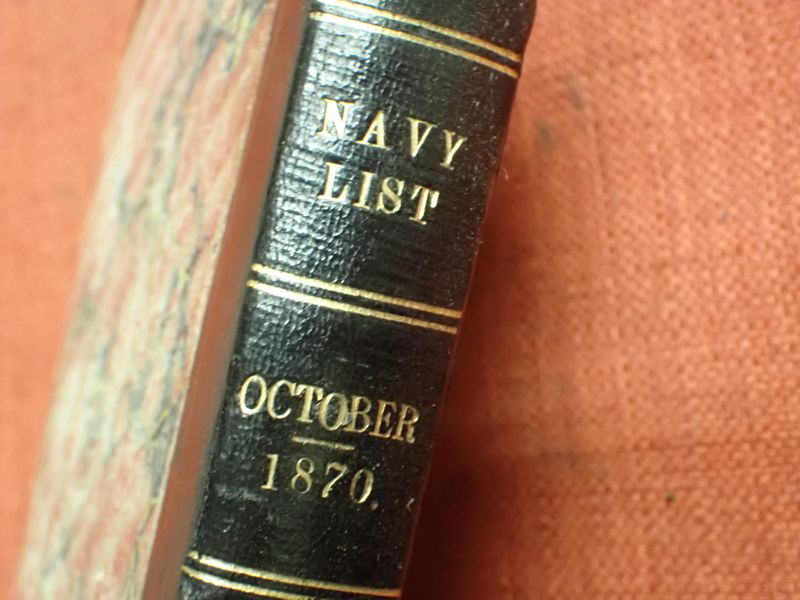 NAVY
LIST
OCTOBER
1870.